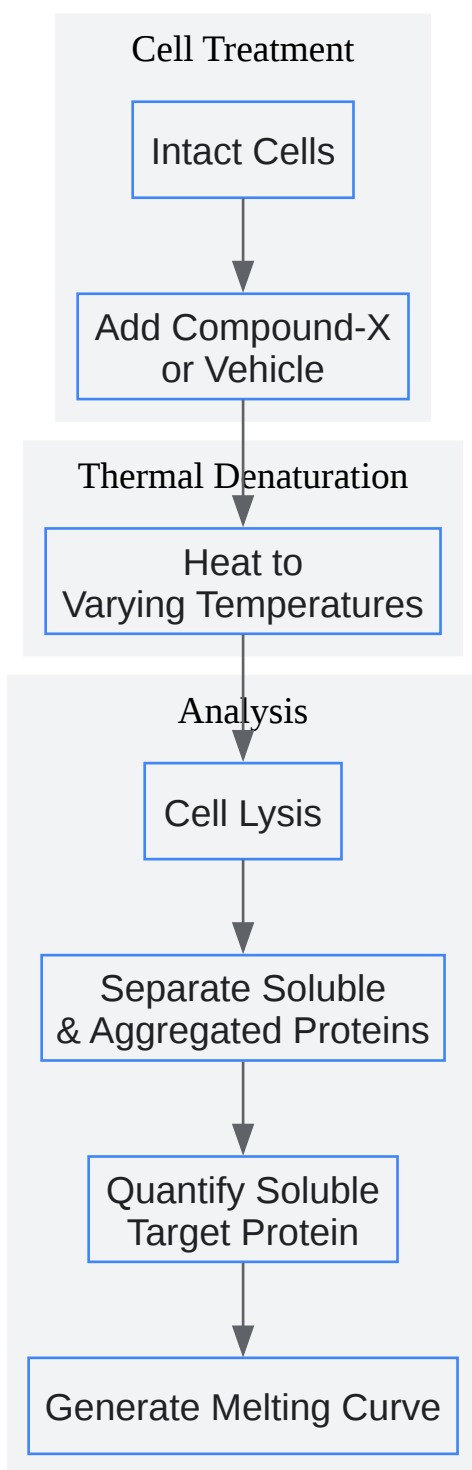 Cell Treatment
Intact Cells
Add Compound-X
or Vehicle
Thermal Denaturation
Heat to
Varying Temperatures
Analysis
Cell Lysis
Separate Soluble
& Aggregated Proteins
Quantify Soluble
Target Protein
Generate Melting Curve